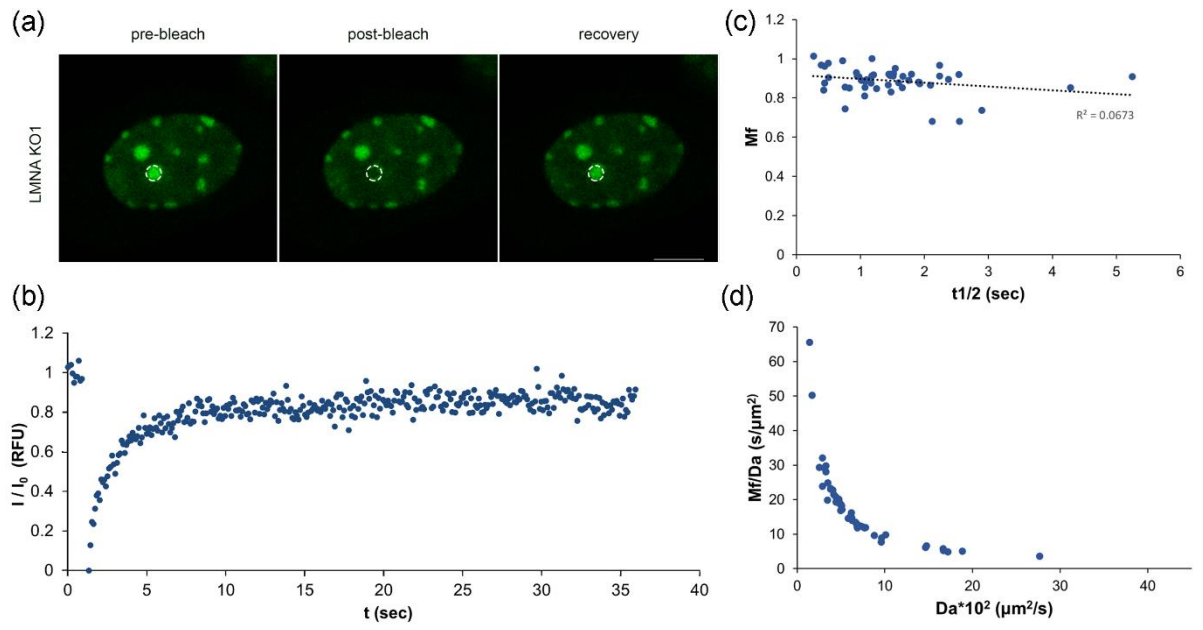 (a)
pre-bleach post-bleach recovery
LMNA KO1
(b)
1.2
1
0.8
0.6
0.4
0.2
0
I / I₀ (RFU)
0 5 10 15 20 25 30 35 40
t (sec)
(c)
1.2
1
0.8
0.6
0.4
0.2
0
Mf
R² = 0.0673
0 1 2 3 4 5 6
t1/2 (sec)
(d)
70
60
50
40
30
20
10
0
Mf/Da (s/µm²)
0 10 20 30 40
Da*10² (µm²/s)